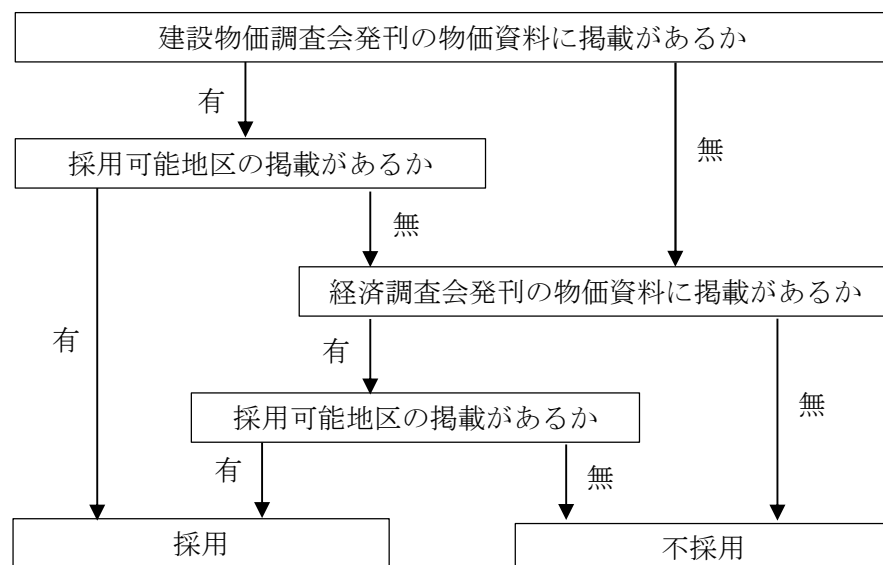 建設物価調査会発刊の物価資料に掲載があるか
有
採用可能地区の掲載があるか
無
無
経済調査会発刊の物価資料に掲載があるか
有
有
採用可能地区の掲載があるか
無
有
無
採用
不採用